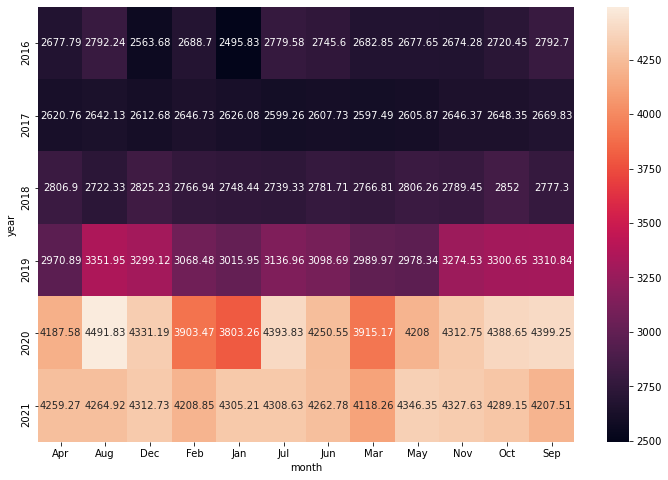 2016 2677.79 2792.24 2563.68 2688.7 2495.83 2779.58 2745.6 2682.85 2677.65 2674.28 2720.45 2792.7
2017 2620.76 2642.13 2612.68 2646.73 2626.08 2599.26 2607.73 2597.49 2605.87 2646.37 2648.35 2669.83
2018 2806.9 2722.33 2825.23 2766.94 2748.44 2739.33 2781.71 2766.81 2806.26 2789.45 2852 2777.3
year
2019 2970.89 3351.95 3299.12 3068.48 3015.95 3136.96 3098.69 2989.97 2978.34 3274.53 3300.65 3310.84
2020 4187.58 4491.83 4331.19 3903.47 3803.26 4393.83 4250.55 3915.17 4208 4312.75 4388.65 4399.25
2021 4259.27 4264.92 4312.73 4208.85 4305.21 4308.63 4262.78 4118.26 4346.35 4327.63 4289.15 4207.51
Apr Aug Dec Feb Jan Jul Jun Mar May Nov Oct Sep
month
4250
4000
3750
3500
3250
3000
2750
2500